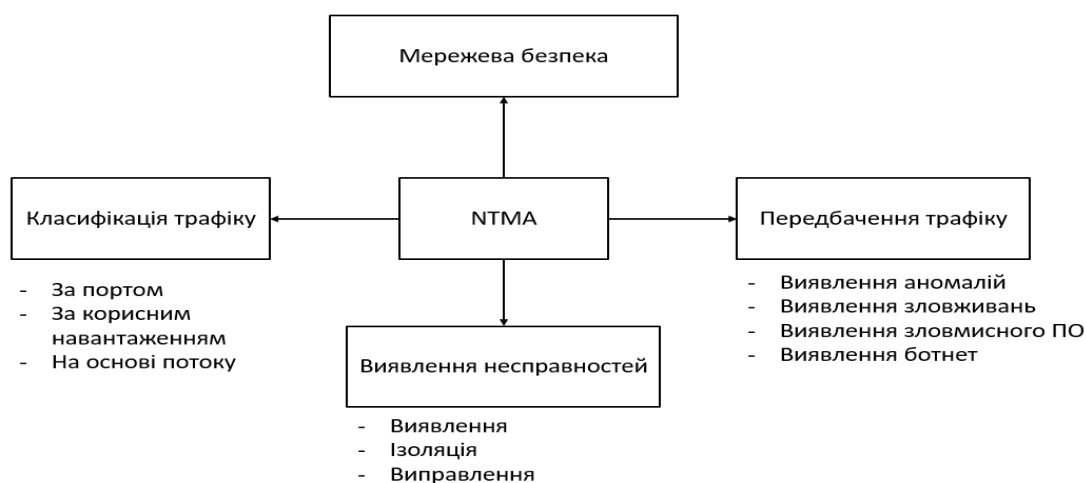 Мережева безпека
Класифікація трафіку
NTMA
Передбачення трафіку
- За портом
- За корисним
навантаженням
- На основі потоку
- Виявлення аномалій
- Виявлення зловживань
- Виявлення зловмисного ПО
- Виявлення ботнет
Виявлення несправностей
- Виявлення
- Ізоляція
- Виправлення